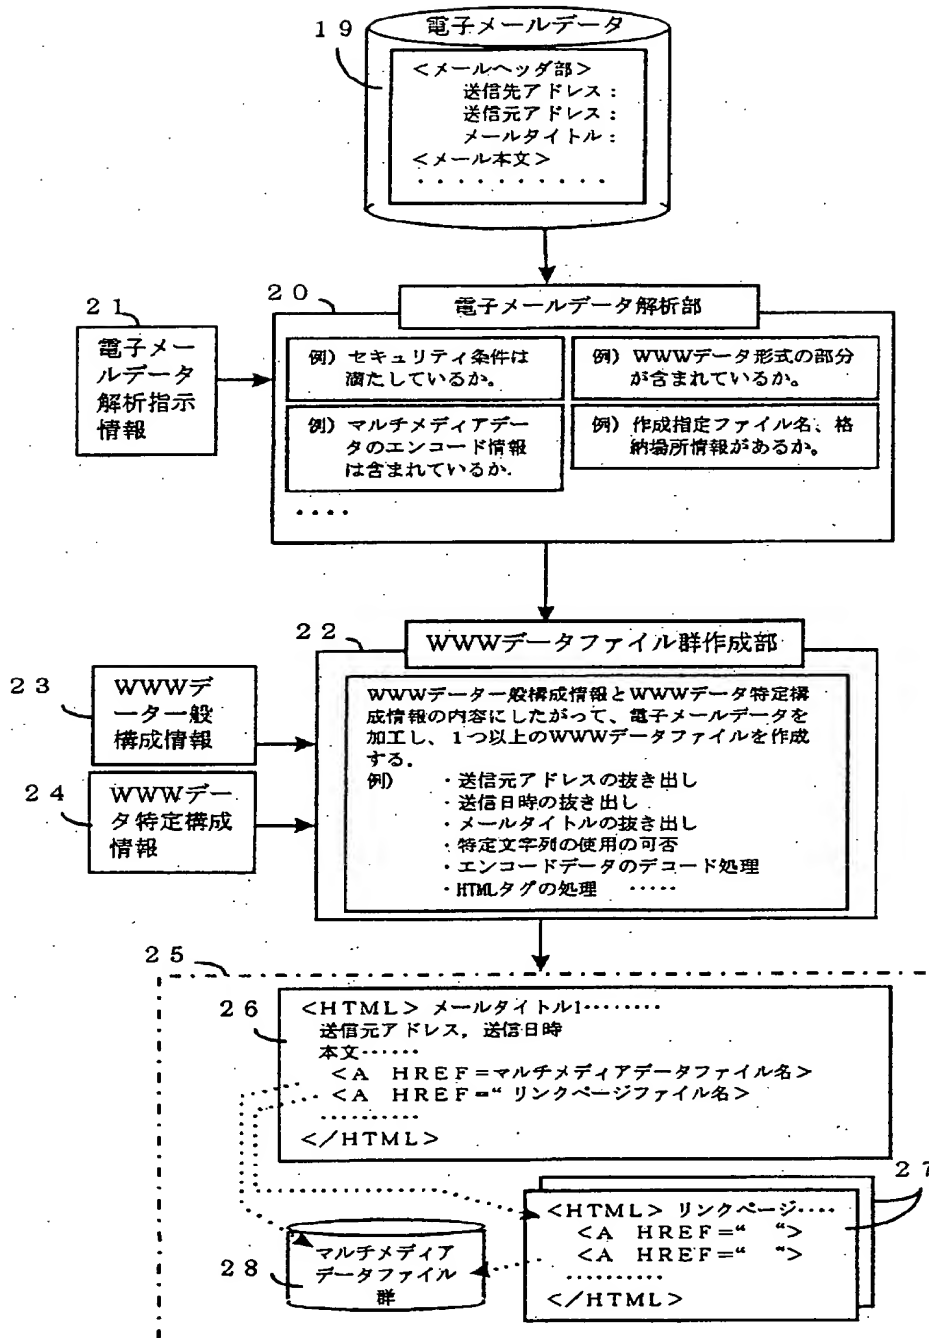 電子メールデータ
19
<メールヘッダ部>
送信先アドレス:
送信元アドレス:
メールタイトル:
<メール本文>
・・・・・・・・・・
21
電子メー
ルデータ
解析指示
情報
20
電子メールデータ解析部
例)セキュリティ条件は
満たしているか。
例)WWWデータ形式の部分
が含まれているか。
例)マルチメディアデー
タのエンコード情報
は含まれているか.
例)作成指定ファイル名、格
納場所情報があるか。
・・・・
22
WWWデータファイル群作成部
23
WWWデ
ータ一般
構成情報
24
WWWデー
タ特定構成
情報
WWWデータ一般構成情報とWWWデータ特定構
成情報の内容にしたがって、電子メールデータを
加工し、1つ以上のWWWデータファイルを作成
する.
例) ・送信元アドレスの抜き出し
・送信日時の抜き出し
・メールタイトルの抜き出し
・特定文字列の使用の可否
・エンコードデータのデコード処理
・HTMLタグの処理 ・・・・・
25
26
<HTML> メールタイトル1・・・・・・・・
送信元アドレス, 送信日時
本文・・・・・・
<A HREF=マルチメディアデータファイル名>
<A HREF=“ リンクページファイル名>
・・・・・・・・・・
</HTML>
27
<HTML> リンクページ・・・・
<A HREF=“ “>
<A HREF=“ “>
・・・・・・・・・・
</HTML>
28
マルチメディア
データファイル
群